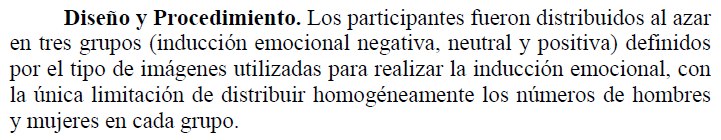 Diseño y Procedimiento. Los participantes fueron distribuidos al azar
en tres grupos (inducción emocional negativa, neutral y positiva) definidos
por el tipo de imágenes utilizadas para realizar la inducción emocional, con
la única limitación de distribuir homogéneamente los números de hombres
y mujeres en cada grupo.